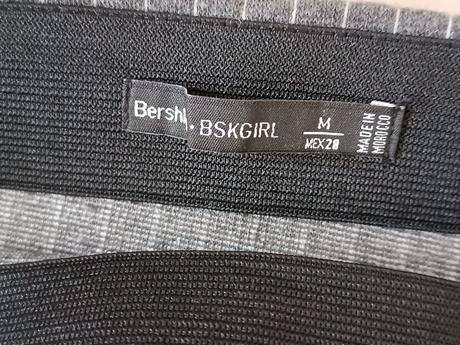 Bershk
BSKGIRL
M
MEX28
MADE IN
MOROCCO